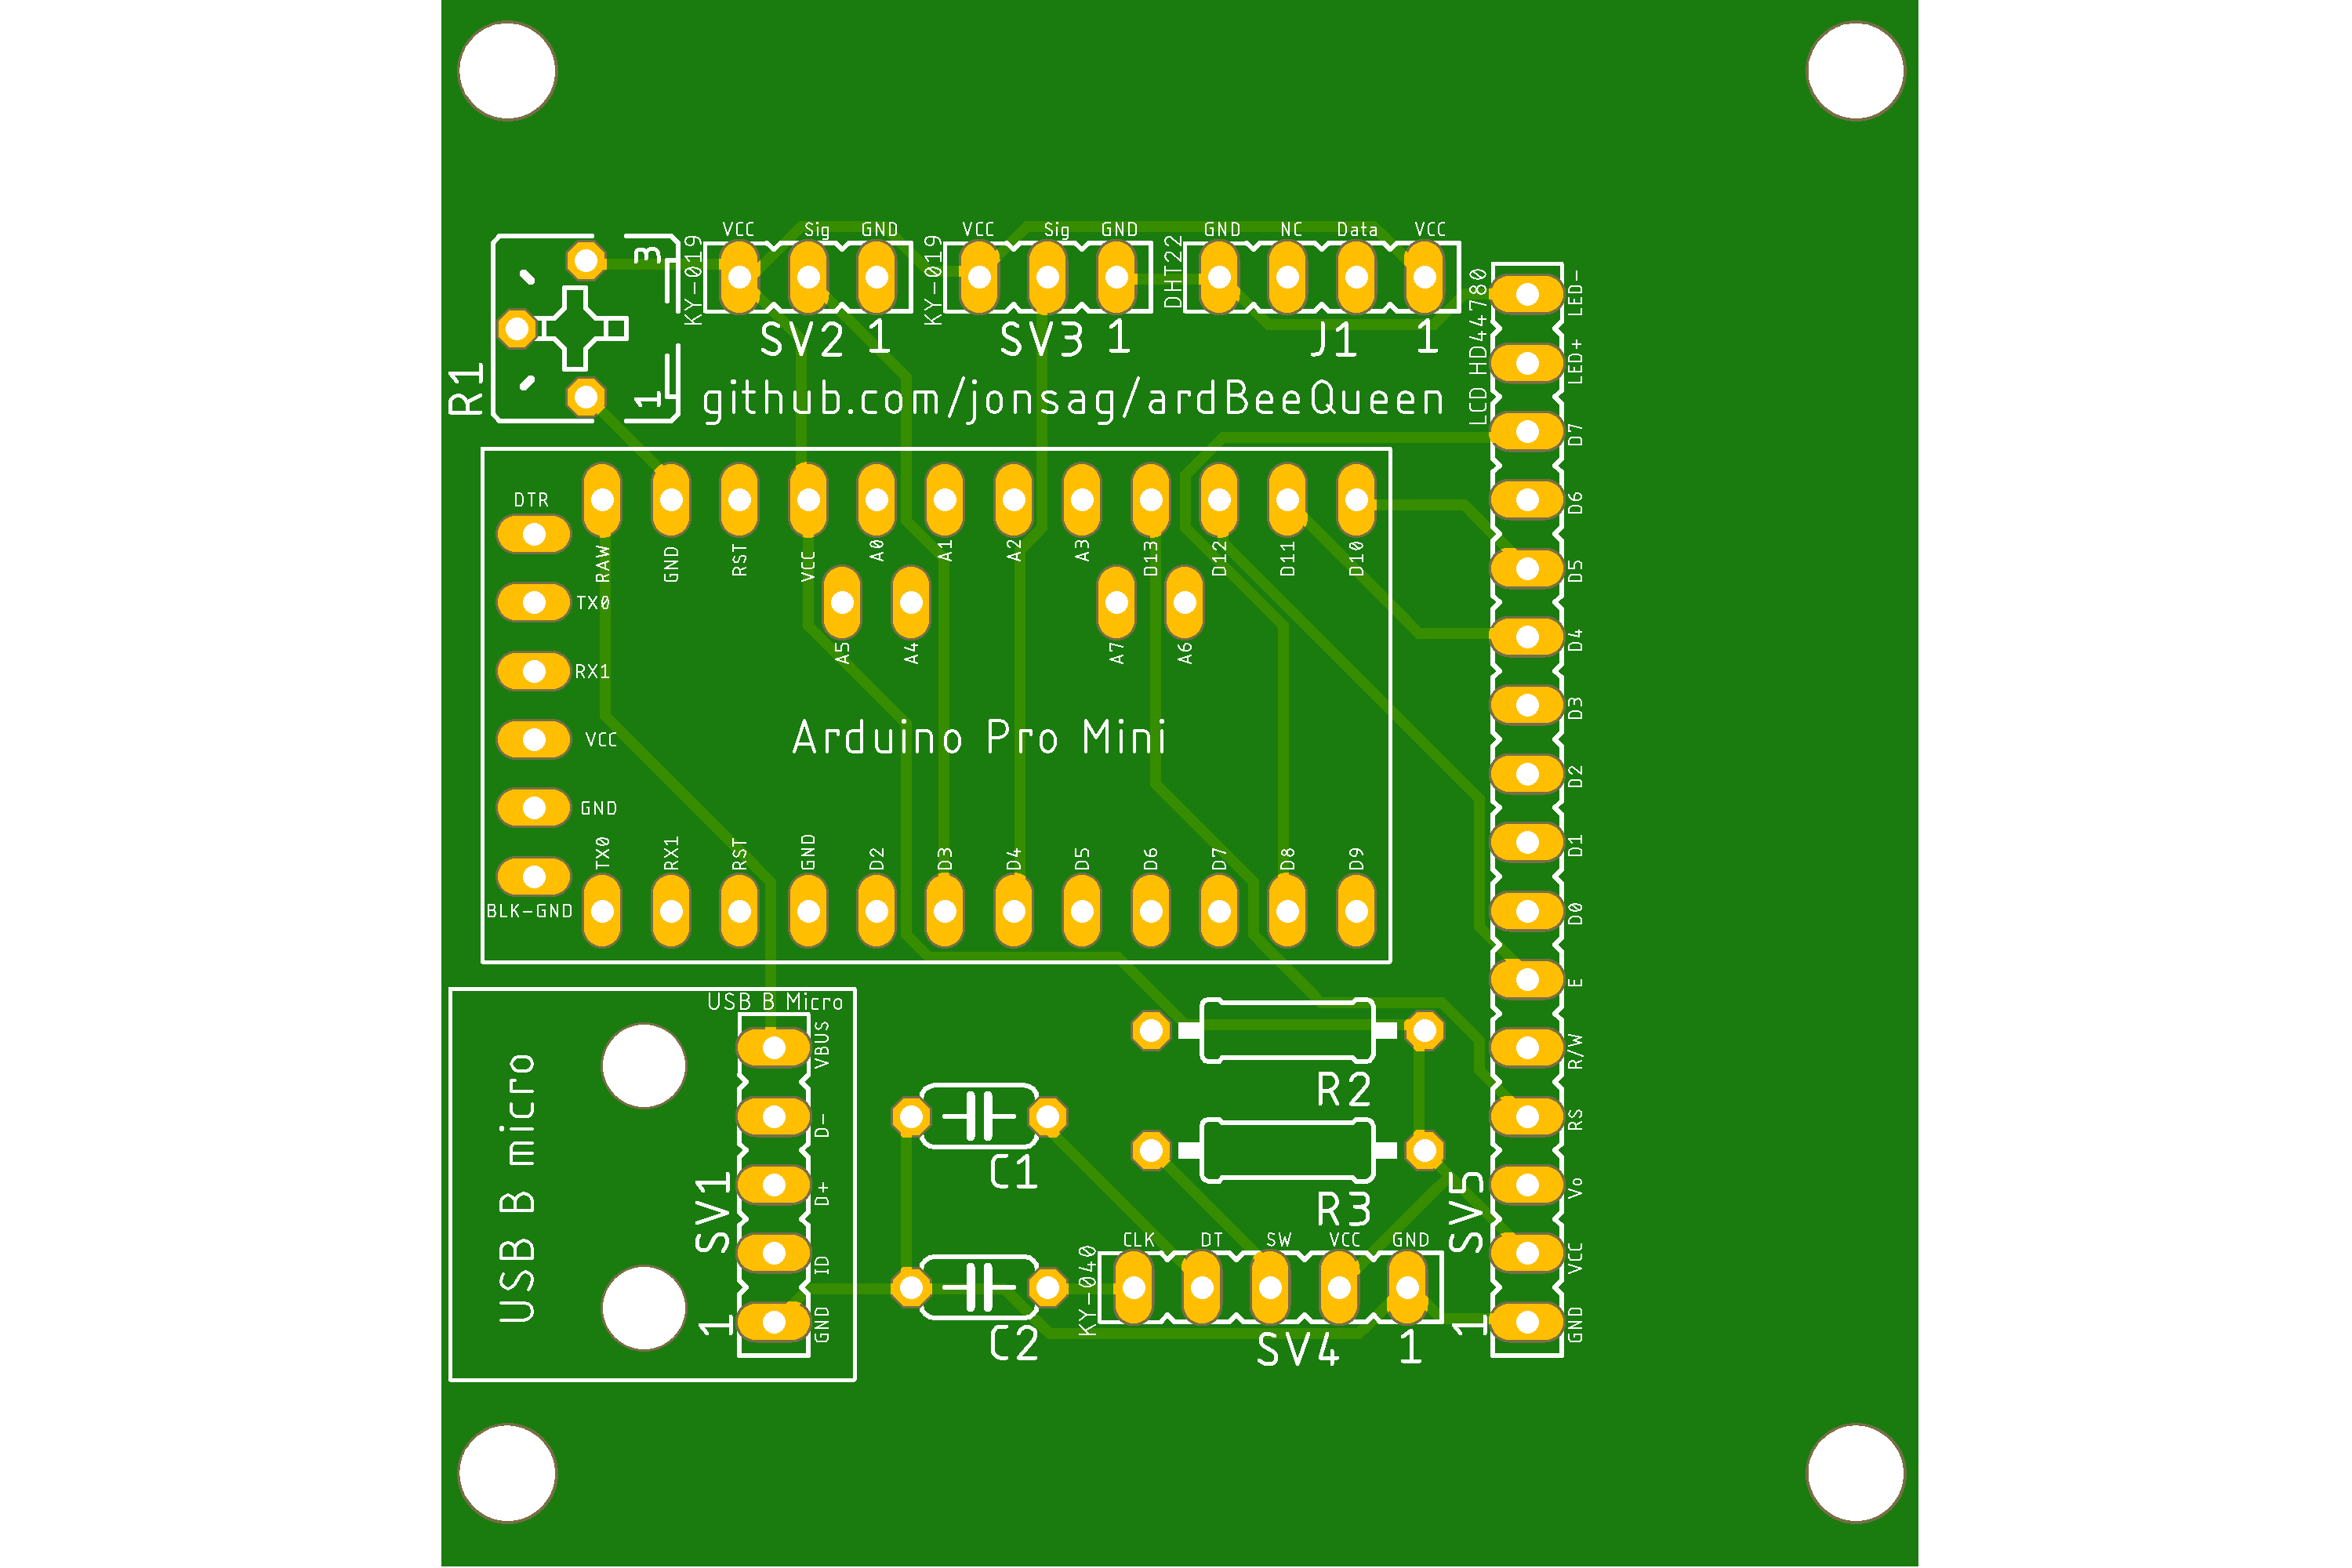 VCC Sig GND
KY-019
SV2 1
VCC Sig GND
KY-019
SV3 1
GND NC Data VCC
DHT22
J1 1
R1
3
1
github.com/jonsag/ardBeeQueen
LCD HD44780
LED-
LED+
D7
D6
D5
D4
D3
D2
D1
D0
E
R/W
RS
Vo
VCC
GND
SV5
1
DTR
TX0
RX1
VCC
GND
BLK-GND
RAW GND RST VCC A0 A1 A2 A3 D13 D12 D11 D10
A5 A4 A7 A6
Arduino Pro Mini
TX0 RX1 RST GND D2 D3 D4 D5 D6 D7 D8 D9
USB B Micro
USB B micro
VBUS
D-
D+
ID
GND
SV1
1
C1
C2
R2
R3
CLK DT SW VCC GND
KY-040
SV4 1